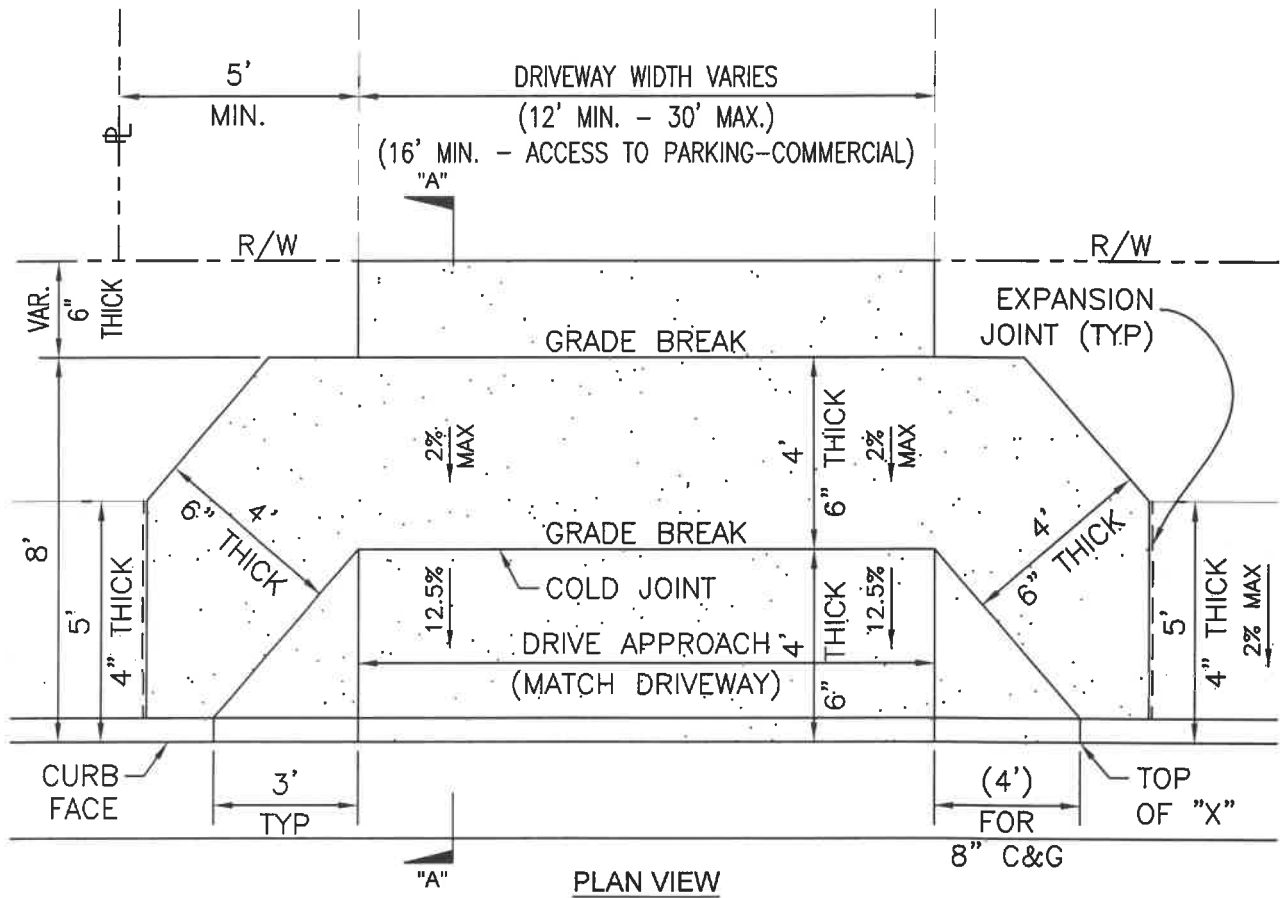 5'
MIN.
DRIVEWAY WIDTH VARIES
(12' MIN. - 30' MAX.)
(16' MIN. - ACCESS TO PARKING-COMMERCIAL)
PL
"A"
R/W
R/W
VAR.
6"
THICK
EXPANSION
JOINT (TYP)
GRADE BREAK
2%
MAX
4'
6" THICK
2%
MAX
4'
6" THICK
4'
6" THICK
8'
5'
4" THICK
GRADE BREAK
COLD JOINT
12.5%
4'
6" THICK
12.5%
DRIVE APPROACH
(MATCH DRIVEWAY)
5'
4" THICK
2% MAX
CURB
FACE
3'
TYP
(4')
FOR
8" C&G
TOP
OF "X"
"A"
PLAN VIEW